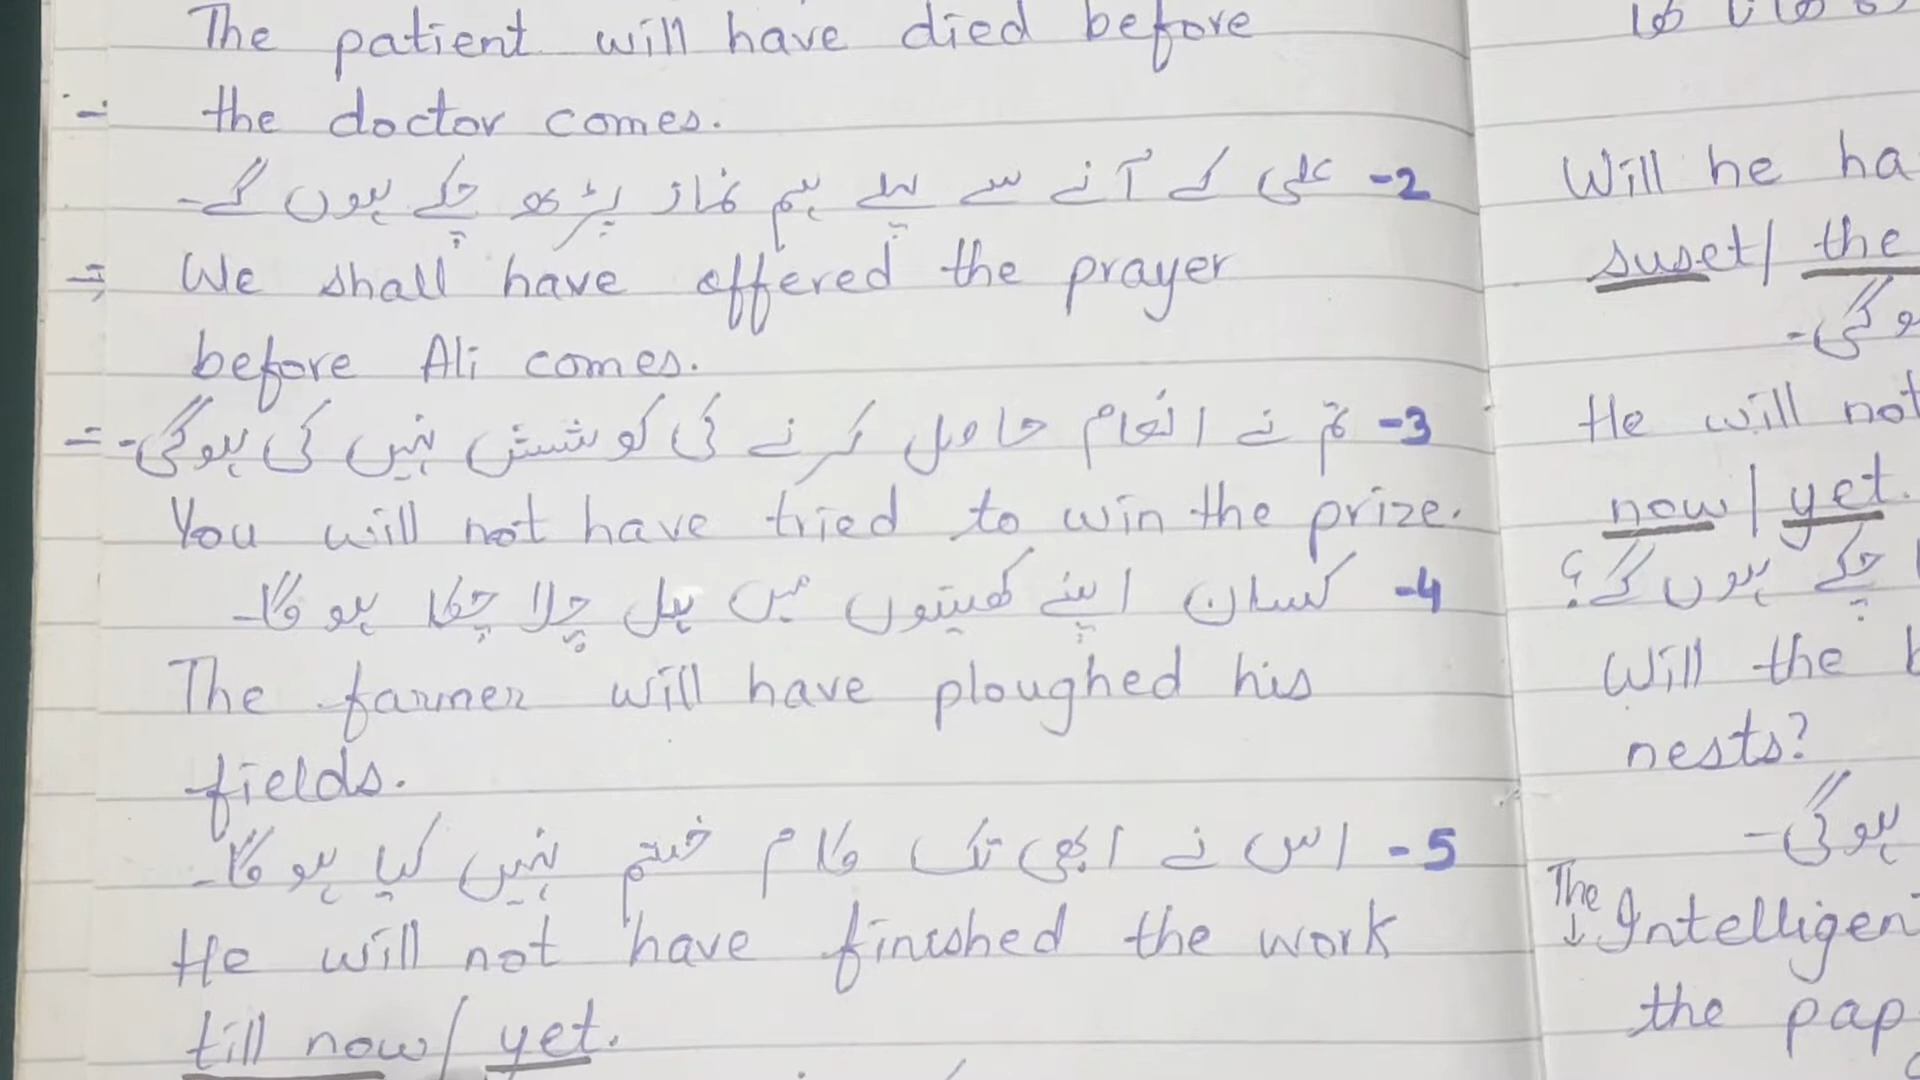 The patient will have died before
the doctor comes.
2- علی کے آنے سے پہلے ہم نماز پڑھ چکے ہوں گے۔
We shall have offered the prayer
before Ali comes.
3- تم نے انعام حاصل کرنے کی کوشش نہیں کی ہوگی۔
You will not have tried to win the prize.
4- کسان اپنے کھیتوں میں ہل چلا چکا ہو گا۔
The farmer will have ploughed his
fields.
5- اس نے ابھی تک کام ختم نہیں کیا ہو گا۔
He will not have finished the work
till now/ yet.
Will he ha
suset/ the
ہو گی۔
He will not
now/ yet.
چکے ہوں گے؟
Will the b
nests?
ہوگی۔
The
↓ Intelligent
the pap